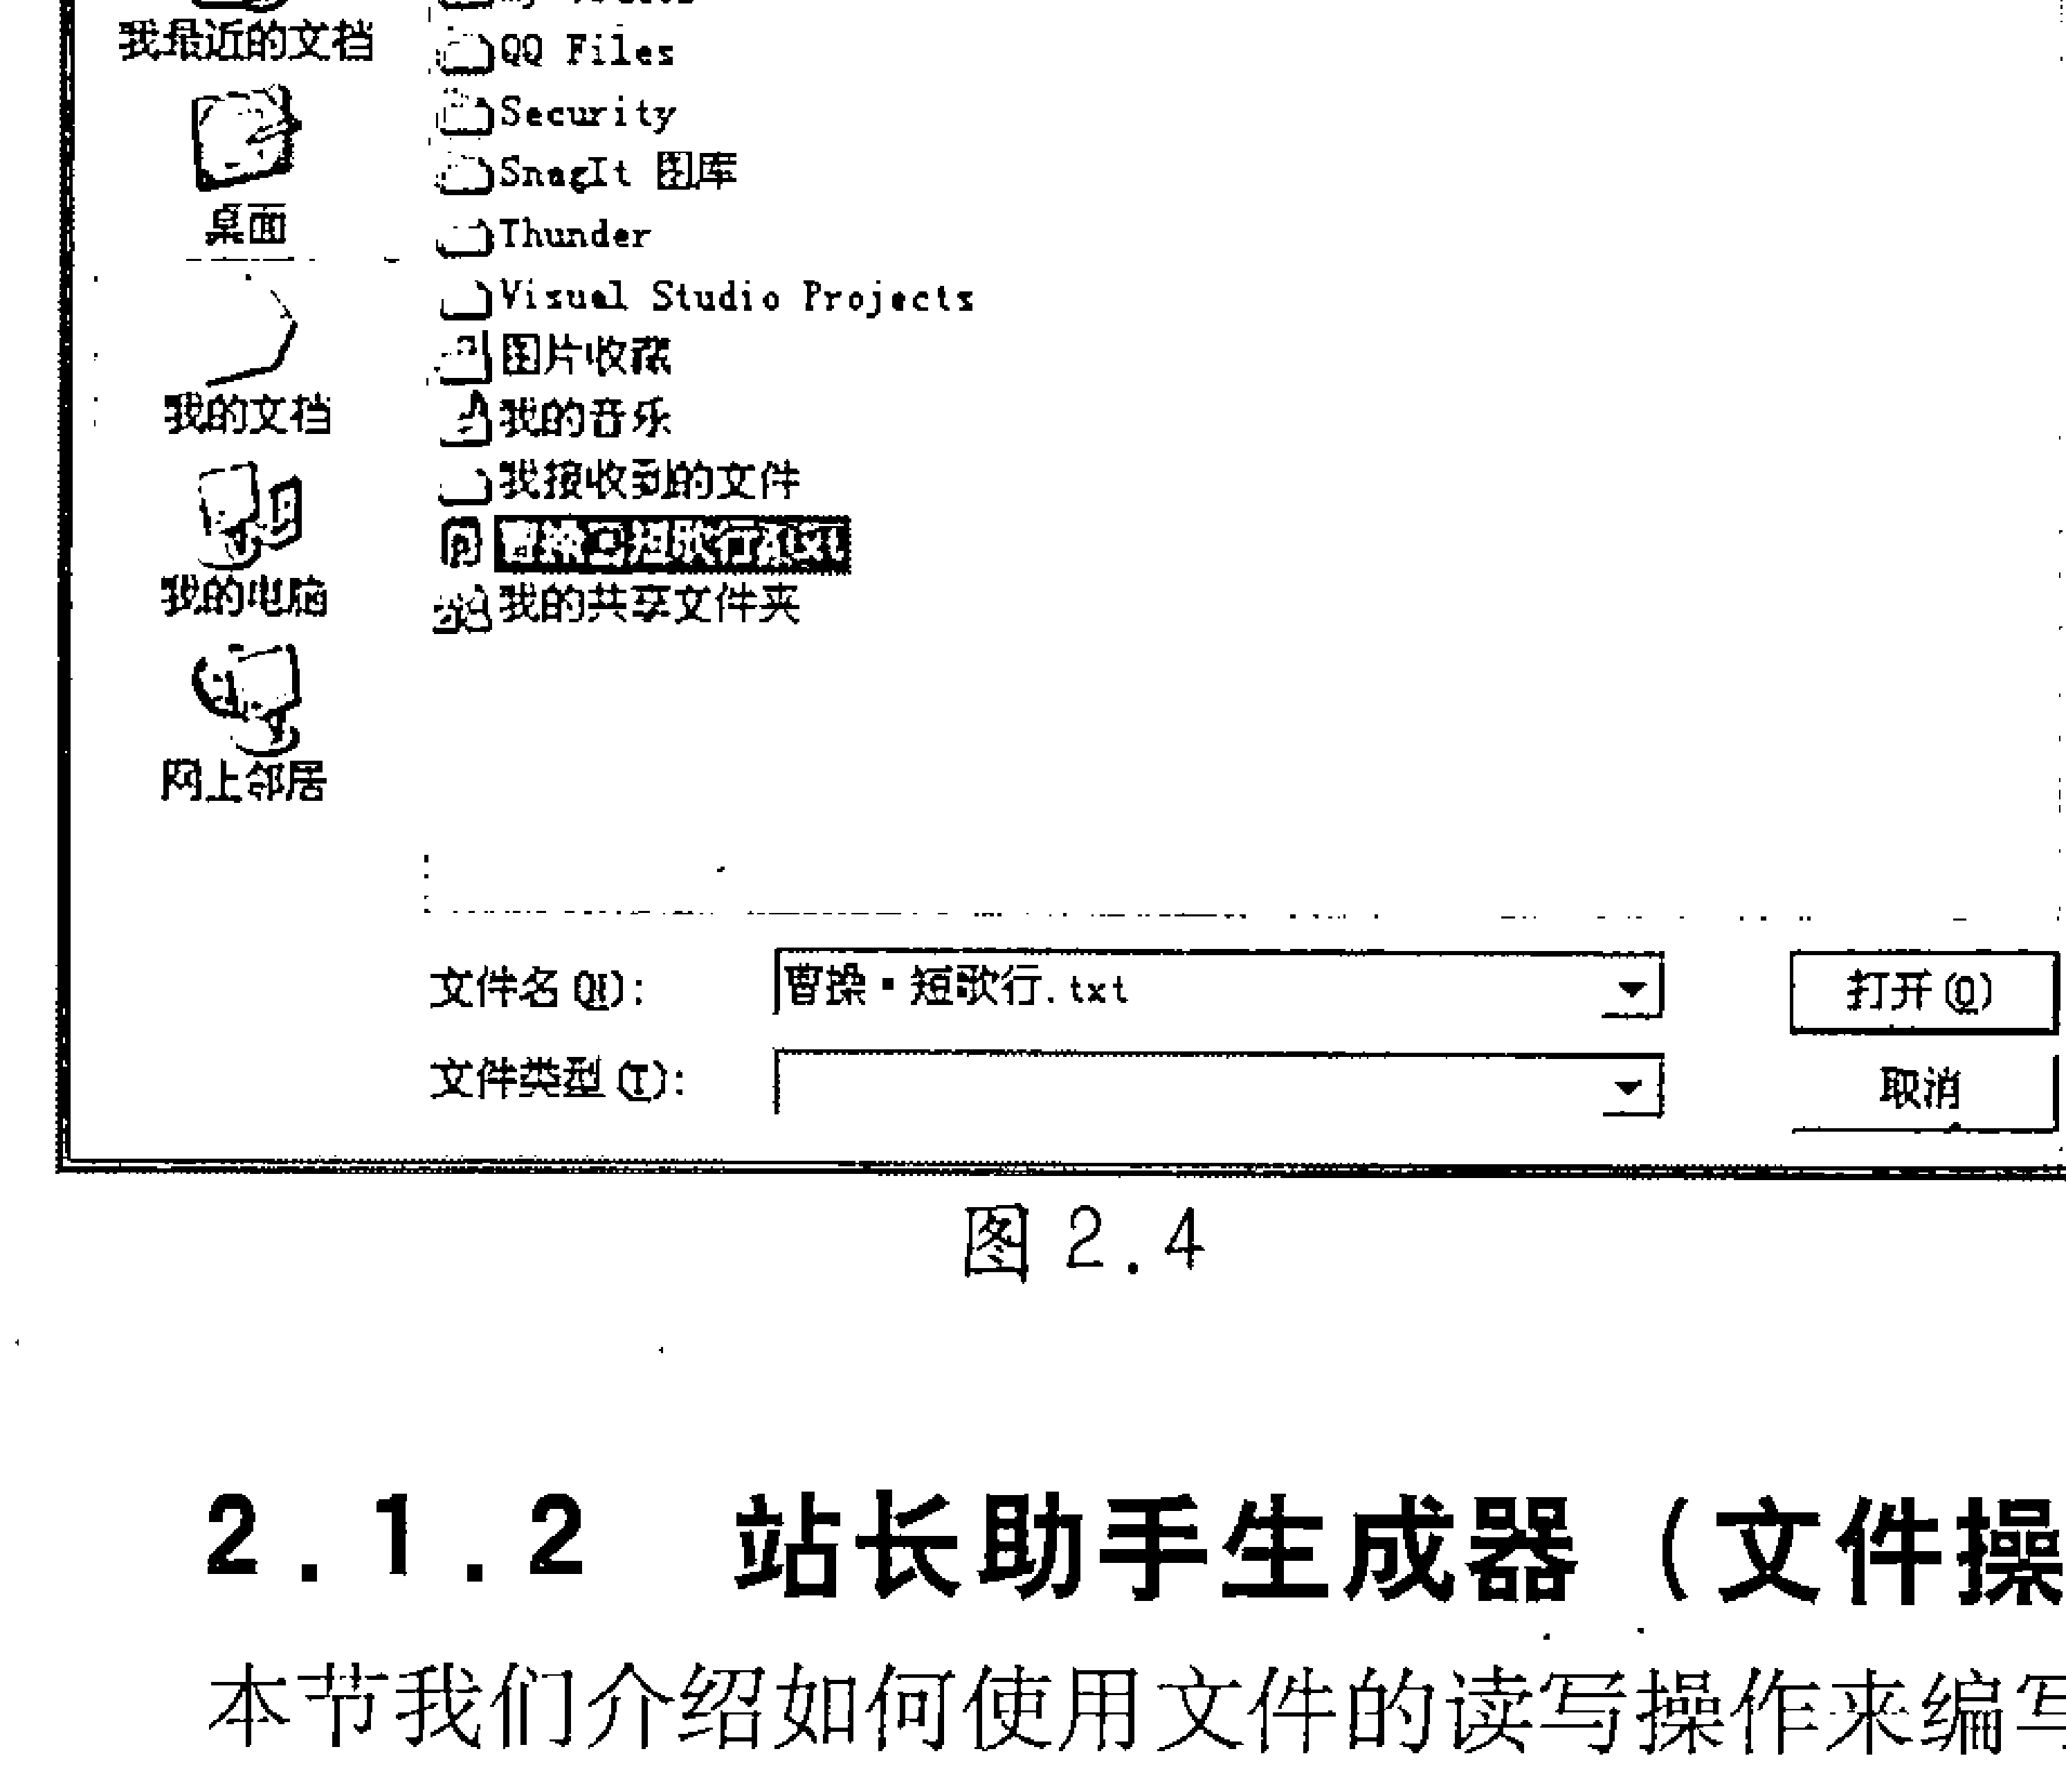 我最近的文档
桌面
我的文档
我的电脑
网上邻居
QQ Files
Security
SnagIt 图库
Thunder
Visual Studio Projects
图片收藏
我的音乐
我接收到的文件
我的共享文件夹
文件名(N):
曹操·短歌行.txt
打开(O)
文件类型(T):
取消
图 2.4
2.1.2 站长助手生成器（文件操
本节我们介绍如何使用文件的读写操作来编写